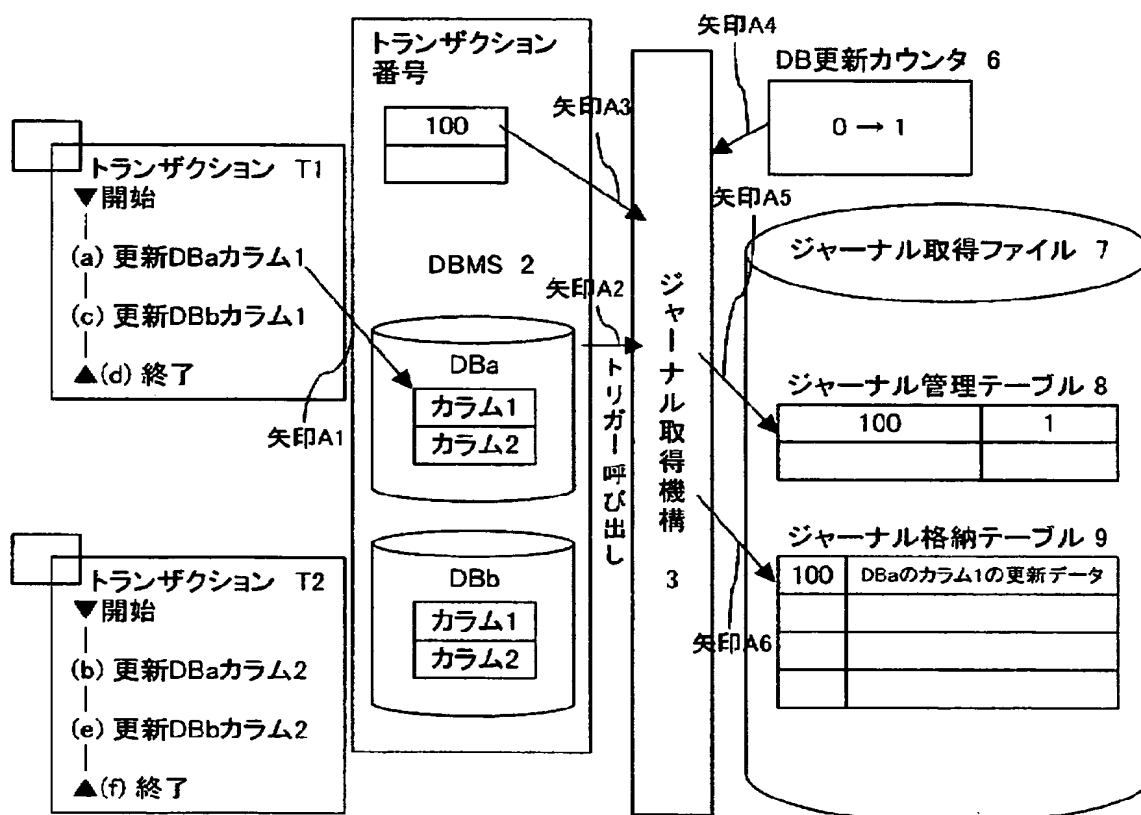 矢印A4
トランザクション
番号
DB更新カウンタ 6
矢印A3
100
0 → 1
トランザクション T1
▼開始
矢印A5
(a) 更新DBaカラム1
ジャーナル取得ファイル 7
DBMS 2
矢印A2
(c) 更新DBbカラム1
DBa
▲(d) 終了
ジャーナル管理テーブル 8
カラム1
100 1
矢印A1
カラム2
トリガー呼び出し
ジャーナル取得機構
3
ジャーナル格納テーブル 9
トランザクション T2
DBb
100 DBaのカラム1の更新データ
▼開始
カラム1
矢印A6
カラム2
(b) 更新DBaカラム2
(e) 更新DBbカラム2
▲(f) 終了